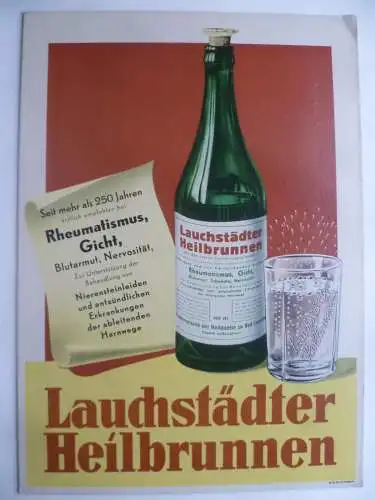 Seit mehr als 250 Jahren
ärztlich empfohlen bei
Rheumatismus,
Gicht,
Blutarmut, Nervosität,
Zur Unterstützung der
Behandlung von
Nierensteinleiden
und entzündlichen
Erkrankungen
der ableitenden
Harnwege
Lauchstädter
Heilbrunnen
Rheumatismus, Gicht,
Lauchstädter
Heilbrunnen